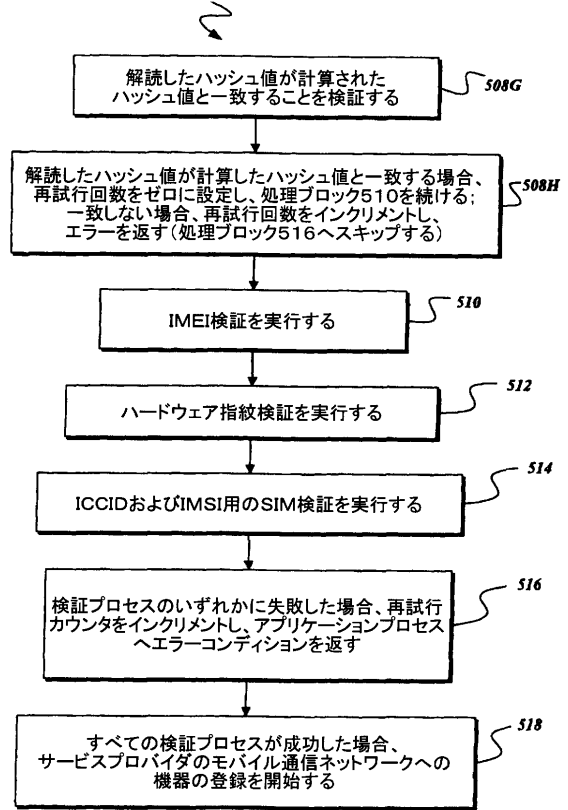 解読したハッシュ値が計算された
ハッシュ値と一致することを検証する
508G
解読したハッシュ値が計算したハッシュ値と一致する場合、
再試行回数をゼロに設定し、処理ブロック510を続ける;
一致しない場合、再試行回数をインクリメントし、
エラーを返す(処理ブロック516へスキップする)
508H
IMEI検証を実行する
510
ハードウェア指紋検証を実行する
512
ICCIDおよびIMSI用のSIM検証を実行する
514
検証プロセスのいずれかに失敗した場合、再試行
カウンタをインクリメントし、アプリケーションプロセス
へエラーコンディションを返す
516
すべての検証プロセスが成功した場合、
サービスプロバイダのモバイル通信ネットワークへの
機器の登録を開始する
518